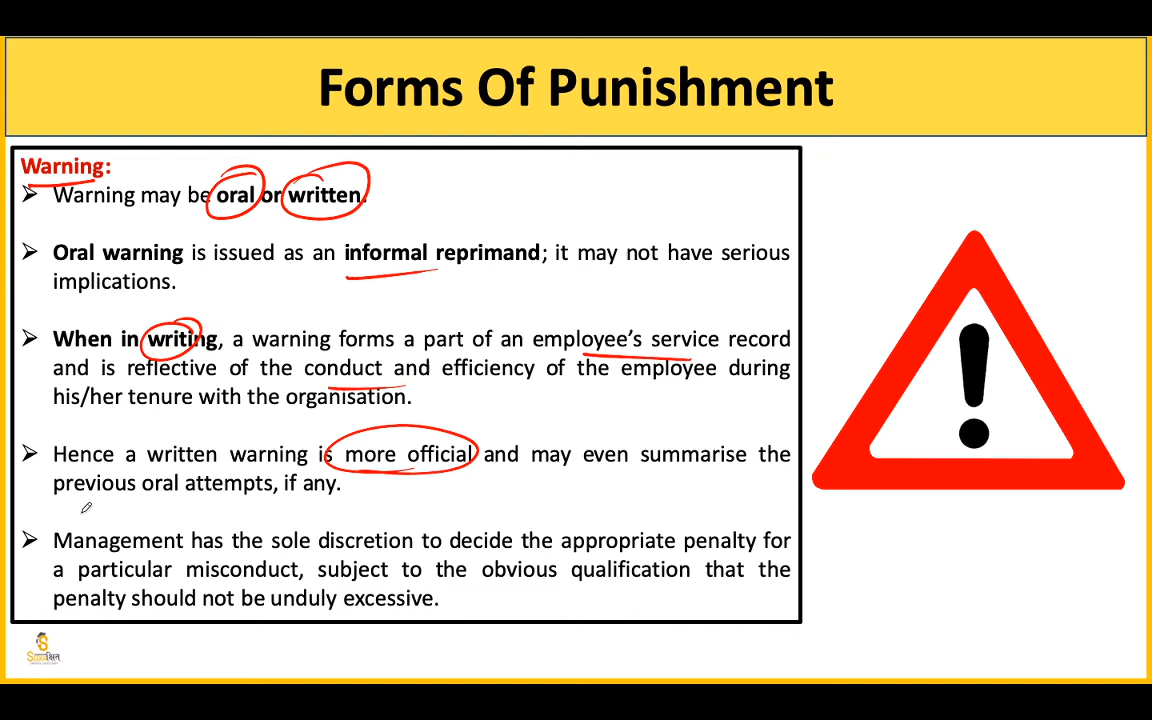 Forms Of Punishment
Warning:
➢ Warning may be oral or written.
➢ Oral warning is issued as an informal reprimand; it may not have serious
implications.
➢ When in writing, a warning forms a part of an employee's service record
and is reflective of the conduct and efficiency of the employee during
his/her tenure with the organisation.
➢ Hence a written warning is more official and may even summarise the
previous oral attempts, if any.
➢ Management has the sole discretion to decide the appropriate penalty for
a particular misconduct, subject to the obvious qualification that the
penalty should not be unduly excessive.